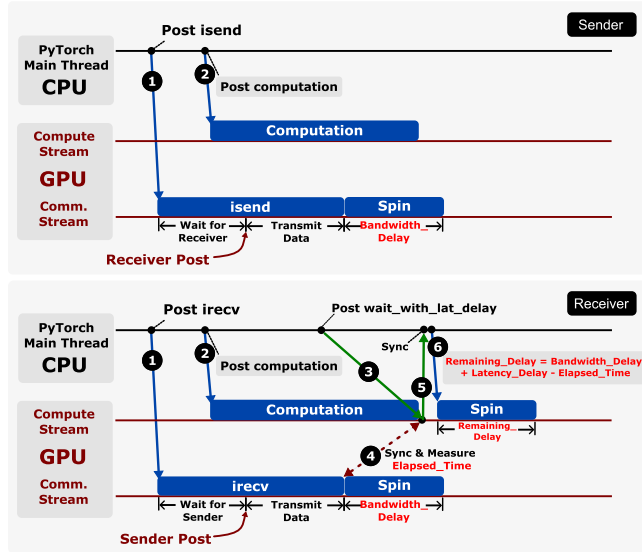 Post isend
Sender
PyTorch
Main Thread
CPU
1
2
Post computation
Compute
Stream
Computation
GPU
Comm.
Stream
isend
Spin
Wait for
Receiver
Transmit
Data
Bandwidth_
Delay
Receiver Post
Post irecv
Post wait_with_lat_delay
Receiver
PyTorch
Main Thread
CPU
Sync
1
2
3
5
6
Post computation
Remaining_Delay = Bandwidth_Delay
+ Latency_Delay - Elapsed_Time
Compute
Stream
Computation
Spin
Remaining_
Delay
GPU
4
Sync & Measure
Elapsed_Time
Comm.
Stream
irecv
Spin
Wait for
Sender
Transmit
Data
Bandwidth_
Delay
Sender Post